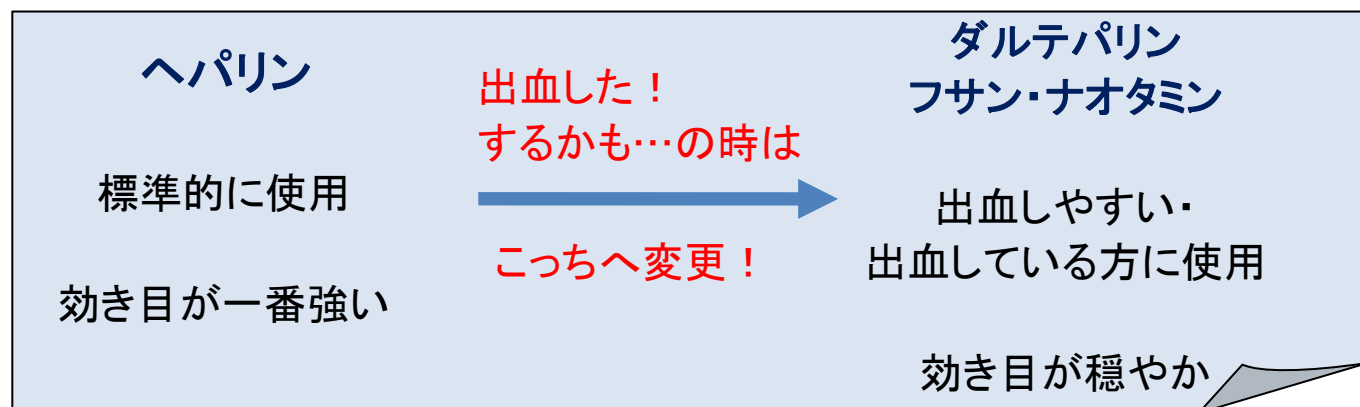 ヘパリン
標準的に使用
効き目が一番強い
出血した！
するかも…の時は
こっちへ変更！
ダルテパリン
フサン・ナオタミン
出血しやすい・
出血している方に使用
効き目が穏やか